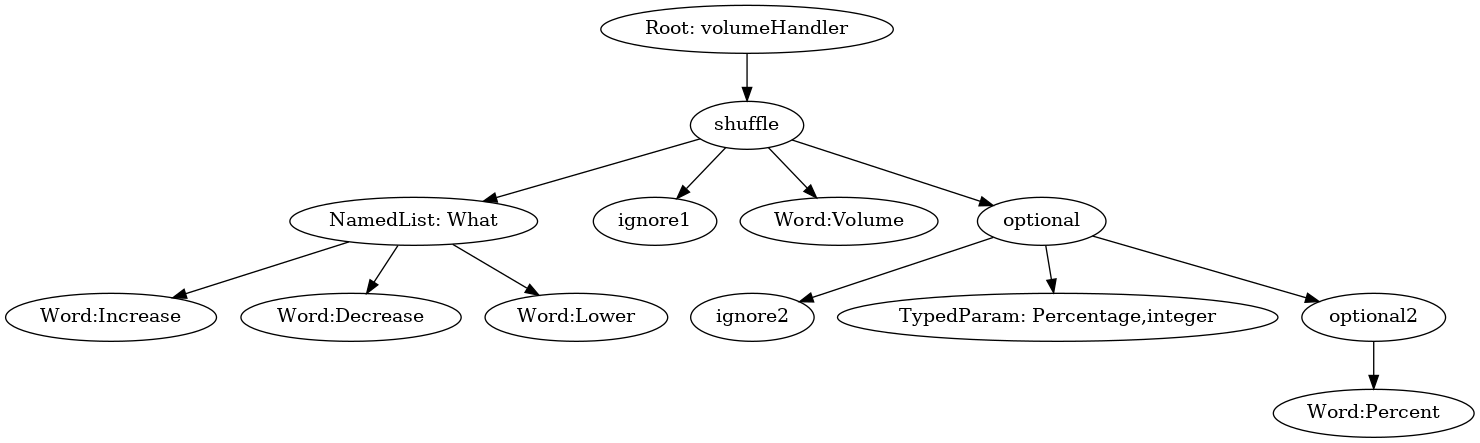 Root: volumeHandler
shuffle
NamedList: What
ignore1
Word:Volume
optional
Word:Increase
Word:Decrease
Word:Lower
ignore2
TypedParam: Percentage,integer
optional2
Word:Percent